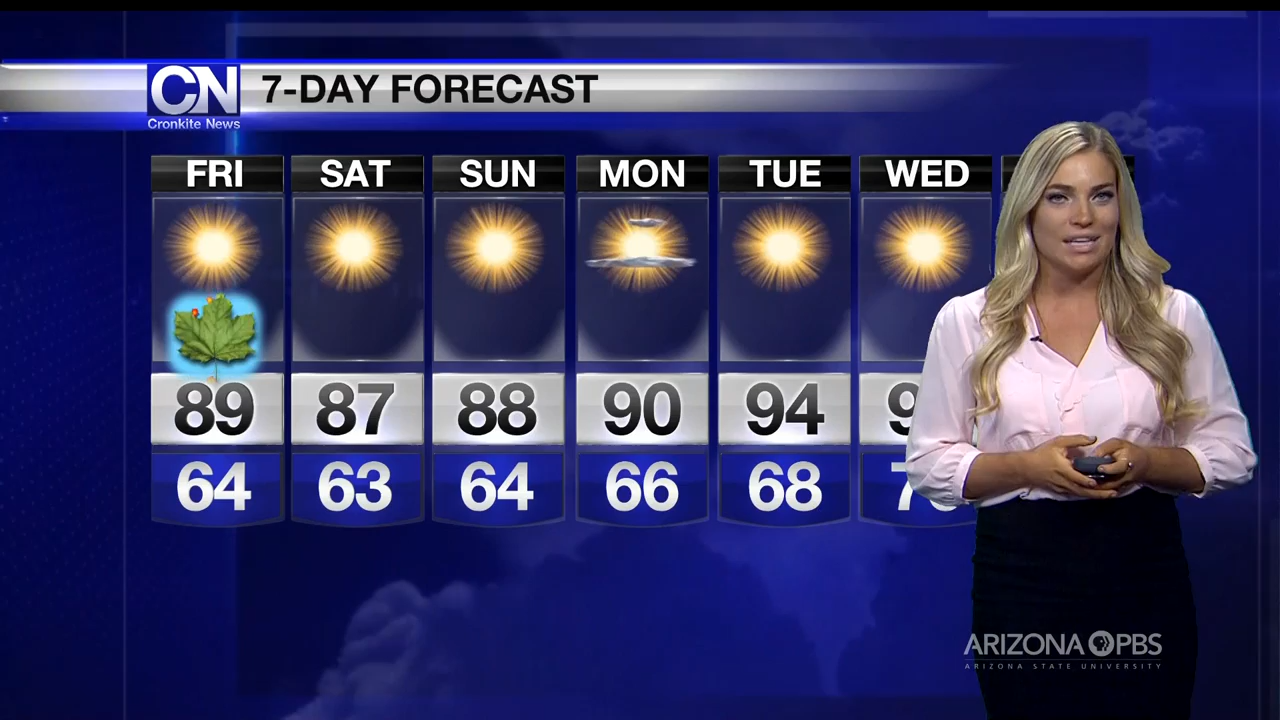 CN 7-DAY FORECAST
Cronkite News
FRI SAT SUN MON TUE WED
89 87 88 90 94
64 63 64 66 68
ARIZONA PBS
ARIZONA STATE UNIVERSITY